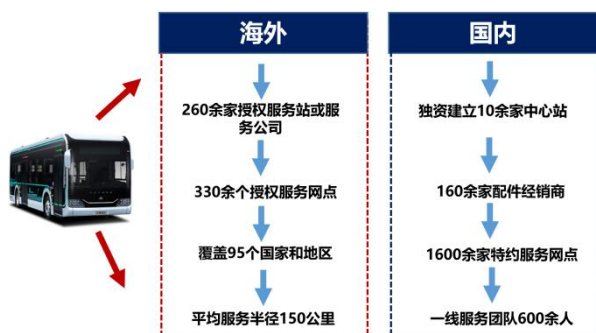 海外
260余家授权服务站或服
务公司
330余个授权服务网点
覆盖95个国家和地区
平均服务半径150公里
国内
独资建立10余家中心站
160余家配件经销商
1600余家特约服务网点
一线服务团队600余人